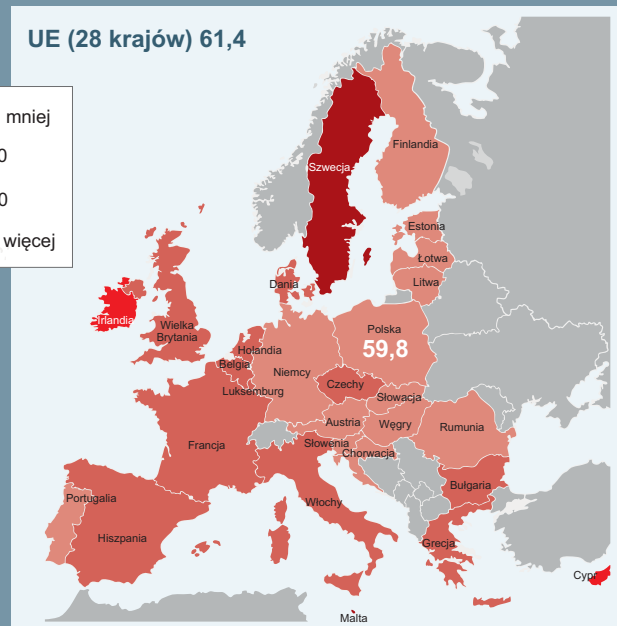 UE (28 krajów) 61,4
mniej
0
0
więcej
Finlandia
Szwecja
Estonia
Łotwa
Litwa
Dania
Irlandia
Wielka
Brytania
Polska
59,8
Holandia
Belgia
Niemcy
Luksemburg
Czechy
Słowacja
Austria
Węgry
Rumunia
Francja
Słowenia
Chorwacja
Bułgaria
Portugalia
Włochy
Hiszpania
Grecja
Cypr
Malta